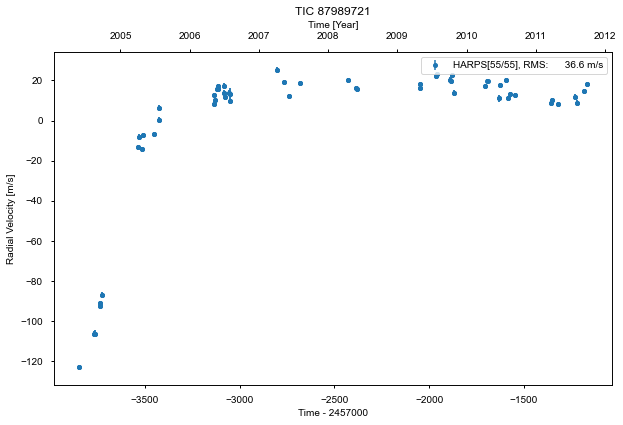 TIC 87989721
Time [Year]
2005 2006 2007 2008 2009 2010 2011 2012
HARPS[55/55], RMS: 36.6 m/s
Radial Velocity [m/s]
20
0
−20
−40
−60
−80
−100
−120
−3500 −3000 −2500 −2000 −1500
Time - 2457000